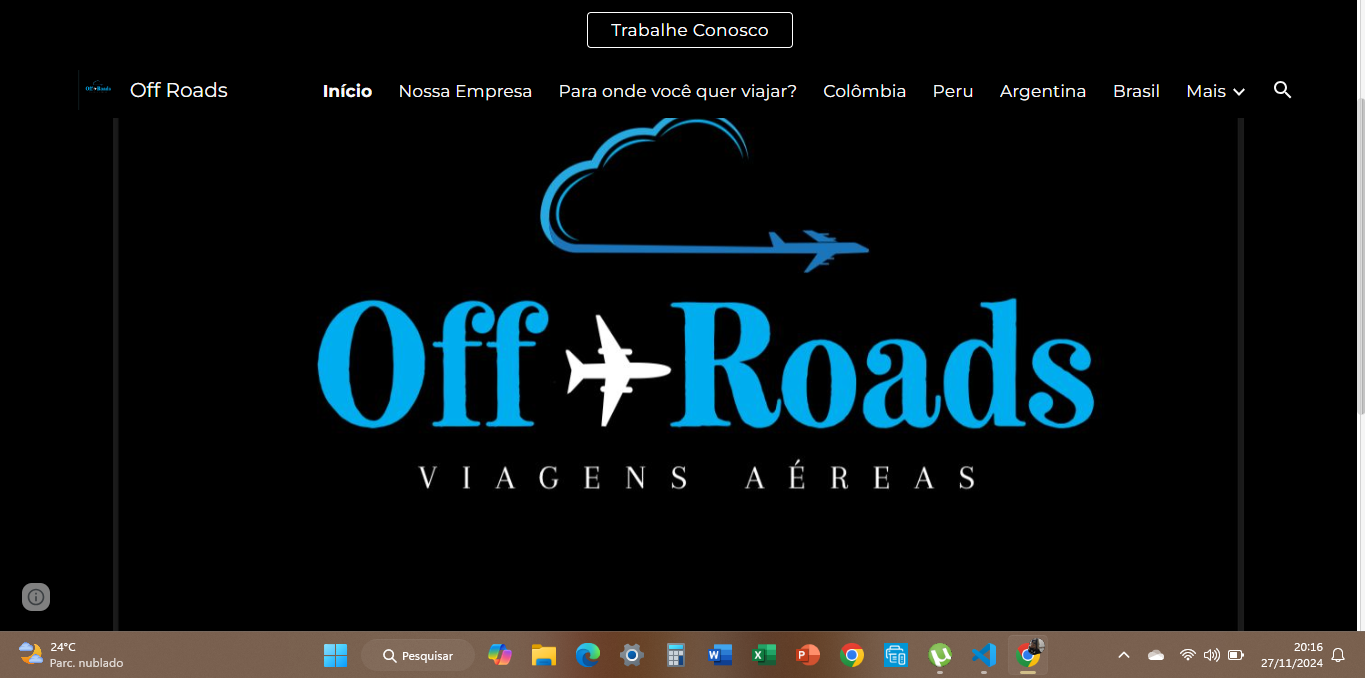 Trabalhe Conosco
Off Roads
Off Roads Início Nossa Empresa Para onde você quer viajar? Colômbia Peru Argentina Brasil Mais
Off Roads
VIAGENS AÉREAS
24°C
Parc. nublado
Pesquisar
20:16
27/11/2024